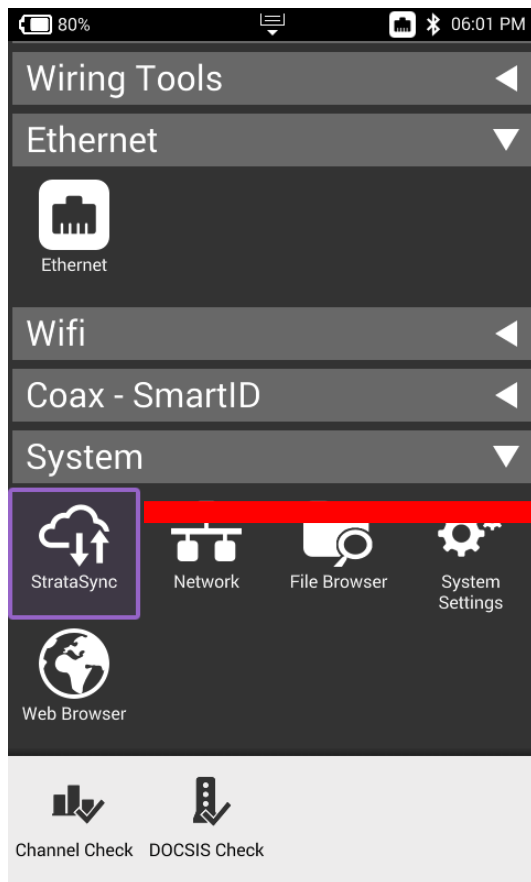 80%
06:01 PM
Wiring Tools
Ethernet
Ethernet
Wifi
Coax - SmartID
System
StrataSync
Network
File Browser
System
Settings
Web Browser
Channel Check
DOCSIS Check